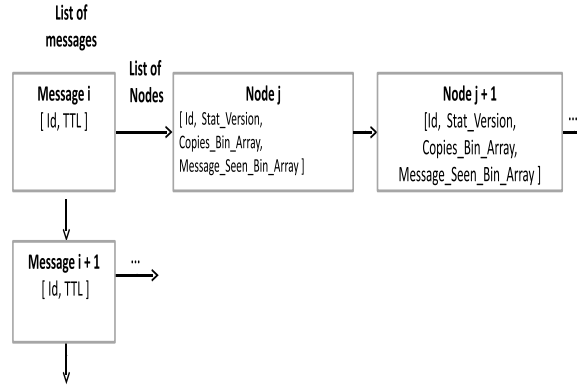 List of
messages
List of
Nodes
Message i
[ Id, TTL ]
Node j
[ Id, Stat_Version,
Copies_Bin_Array,
Message_Seen_Bin_Array ]
Node j + 1
[Id, Stat_Version,
Copies_Bin_Array,
Message_Seen_Bin_Array ]
...
Message i + 1
[ Id, TTL ]
...